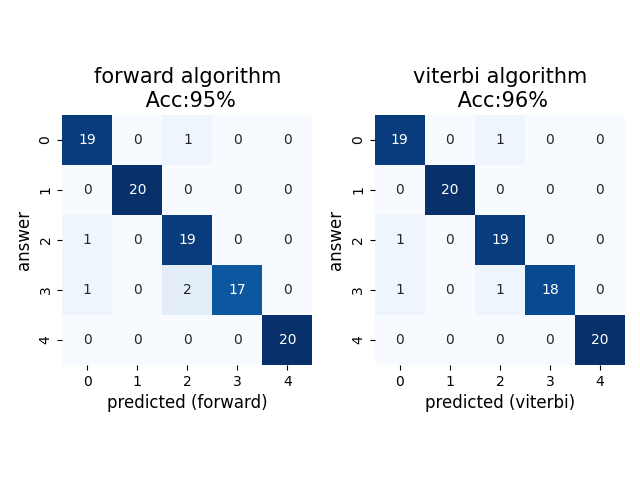 forward algorithm
Acc:95%
answer
0 19 0 1 0 0
1 0 20 0 0 0
2 1 0 19 0 0
3 1 0 2 17 0
4 0 0 0 0 20
0 1 2 3 4
predicted (forward)
viterbi algorithm
Acc:96%
answer
0 19 0 1 0 0
1 0 20 0 0 0
2 1 0 19 0 0
3 1 0 1 18 0
4 0 0 0 0 20
0 1 2 3 4
predicted (viterbi)